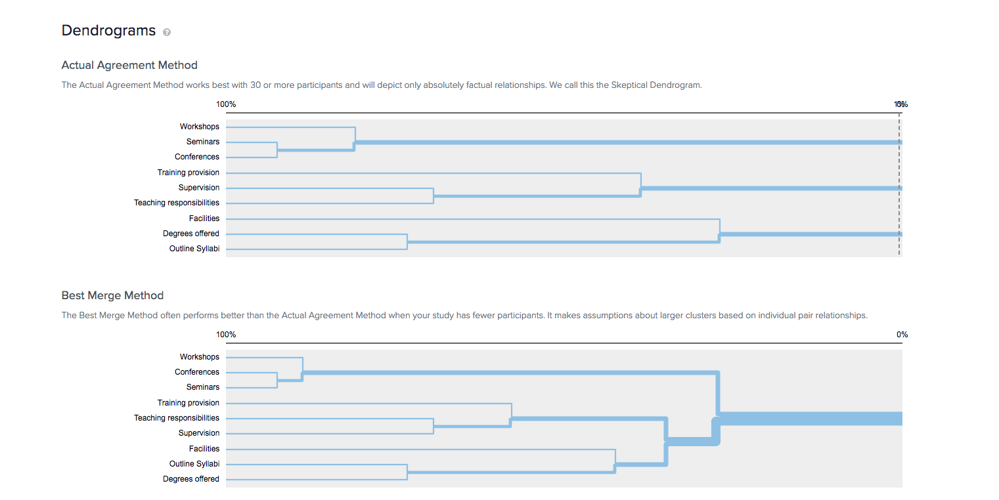 Dendrograms ?
Actual Agreement Method
The Actual Agreement Method works best with 30 or more participants and will depict only absolutely factual relationships. We call this the Skeptical Dendrogram.
100%
Workshops
Seminars
Conferences
Training provision
Supervision
Teaching responsibilities
Facilities
Degrees offered
Outline Syllabi
Best Merge Method
The Best Merge Method often performs better than the Actual Agreement Method when your study has fewer participants. It makes assumptions about larger clusters based on individual pair relationships.
100% 0%
Workshops
Conferences
Seminars
Training provision
Teaching responsibilities
Supervision
Facilities
Outline Syllabi
Degrees offered